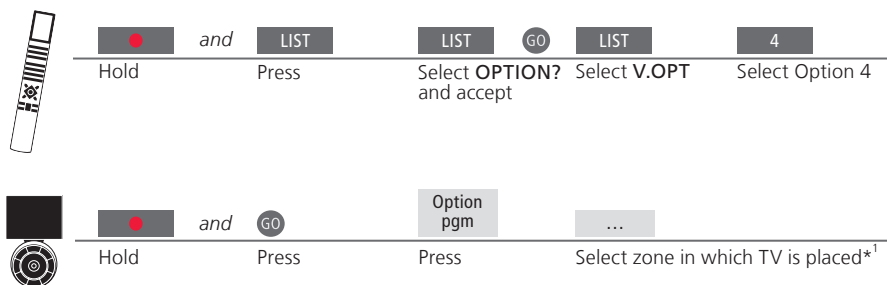 and LIST LIST GO LIST 4
Hold Press Select OPTION? Select V.OPT Select Option 4
and accept
Option
and GO pgm ...
Hold Press Press Select zone in which TV is placed*1